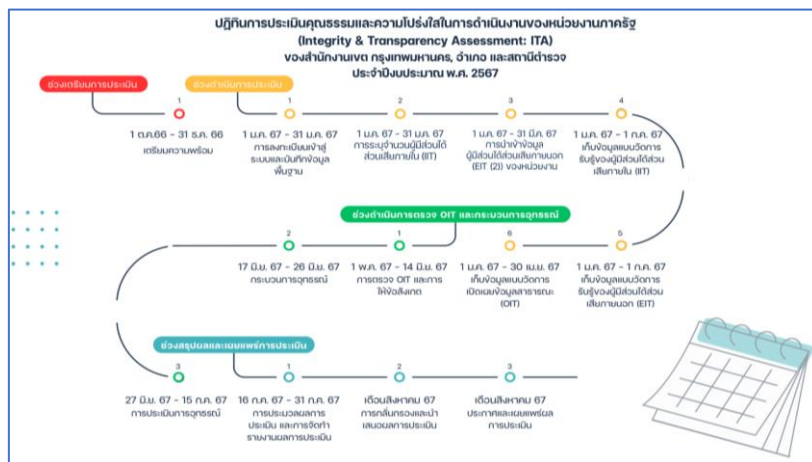 ปฏิทินการประเมินคุณธรรมและความโปร่งใสในการดำเนินงานของหน่วยงานภาครัฐ
(Integrity & Transparency Assessment: ITA)
ของสำนักงานเขต กรุงเทพมหานคร, อำเภอ และสถานีตำรวจ
ประจำปีงบประมาณ พ.ศ. 2567
ช่วงเตรียมการประเมิน
ช่วงดำเนินการประเมิน
1
1 ต.ค.66 - 31 ธ.ค. 66
เตรียมความพร้อม
1
1 ม.ค. 67 - 31 ม.ค. 67
การลงทะเบียนเข้าสู่
ระบบและบันทึกข้อมูล
พื้นฐาน
2
1 ม.ค. 67 - 31 ม.ค. 67
การระบุจำนวนผู้มีส่วนได้
ส่วนเสียภายใน (IIT)
3
1 ม.ค. 67 - 31 มี.ค. 67
การนำเข้าข้อมูล
ผู้มีส่วนได้ส่วนเสียภายนอก
(EIT (2)) ของหน่วยงาน
4
1 ม.ค. 67 - 1 ก.ค. 67
เก็บข้อมูลแบบวัดการ
รับรู้ของผู้มีส่วนได้ส่วน
เสียภายใน (IIT)
ช่วงดำเนินการตรวจ OIT และกระบวนการอุทธรณ์
2
17 มิ.ย. 67 - 26 มิ.ย. 67
กระบวนการอุทธรณ์
1
1 พ.ค. 67 - 14 มิ.ย. 67
การตรวจ OIT และการ
ให้ข้อสังเกต
6
1 ม.ค. 67 - 30 เม.ย. 67
เก็บข้อมูลแบบวัดการ
เปิดเผยข้อมูลสาธารณะ
(OIT)
5
1 ม.ค. 67 - 1 ก.ค. 67
เก็บข้อมูลแบบวัดการ
รับรู้ของผู้มีส่วนได้ส่วน
เสียภายนอก (EIT)
ช่วงสรุปผลและเผยแพร่การประเมิน
3
27 มิ.ย. 67 - 15 ก.ค. 67
การประเมินการอุทธรณ์
1
16 ก.ค. 67 - 31 ก.ค. 67
การประมวลผลการ
ประเมิน และการจัดทำ
รายงานผลการประเมิน
2
เดือนสิงหาคม 67
การกลั่นกรองและนำ
เสนอผลการประเมิน
3
เดือนสิงหาคม 67
ประกาศและเผยแพร่ผล
การประเมิน